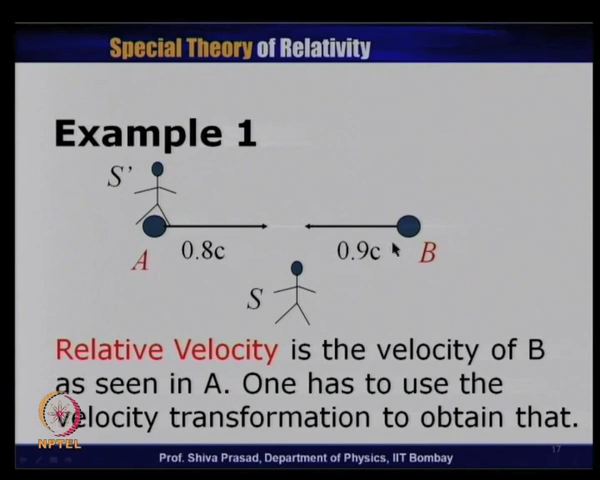 Special Theory of Relativity
Example 1
S’
A 0.8c 0.9c B
S
Relative Velocity is the velocity of B
as seen in A. One has to use the
velocity transformation to obtain that.
NPTEL
17
Prof. Shiva Prasad, Department of Physics, IIT Bombay